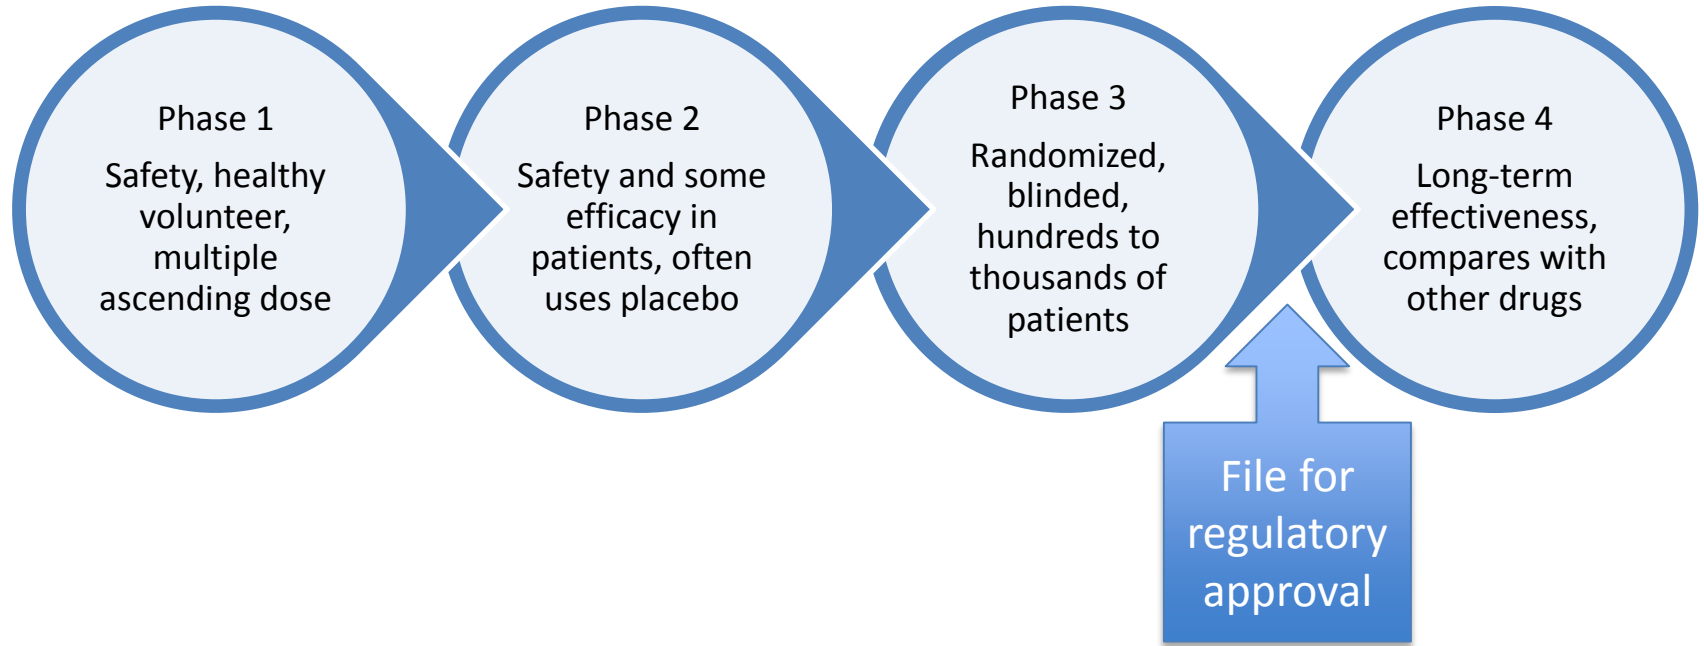 Phase 1
Safety, healthy
volunteer,
multiple
ascending dose
Phase 2
Safety and some
efficacy in
patients, often
uses placebo
Phase 3
Randomized,
blinded,
hundreds to
thousands of
patients
Phase 4
Long-term
effectiveness,
compares with
other drugs
File for
regulatory
approval